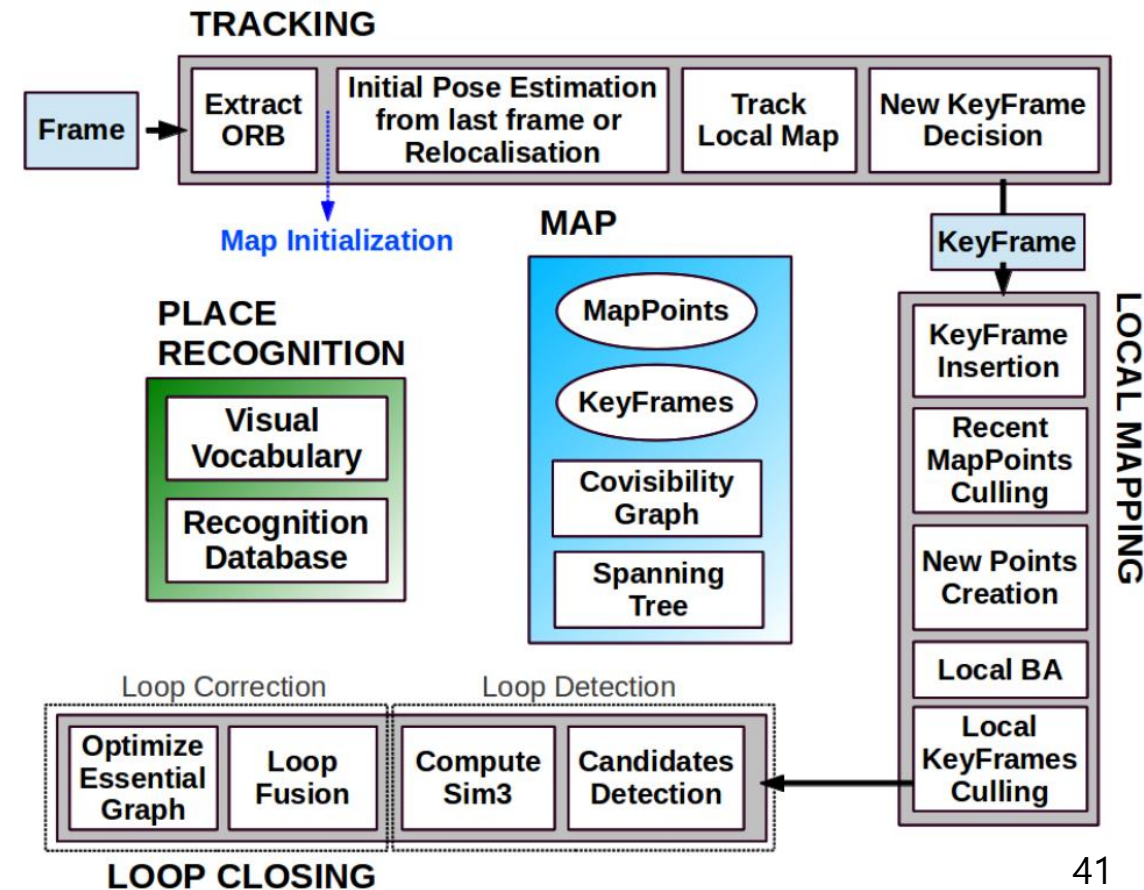 TRACKING
Frame
Extract
ORB
Initial Pose Estimation
from last frame or
Relocalisation
Track
Local Map
New KeyFrame
Decision
Map Initialization
MAP
KeyFrame
PLACE
RECOGNITION
Visual
Vocabulary
Recognition
Database
MapPoints
KeyFrames
Covisibility
Graph
Spanning
Tree
LOCAL MAPPING
KeyFrame
Insertion
Recent
MapPoints
Culling
New Points
Creation
Local BA
Local
KeyFrames
Culling
Loop Correction
Loop Detection
Optimize
Essential
Graph
Loop
Fusion
Compute
Sim3
Candidates
Detection
LOOP CLOSING
41